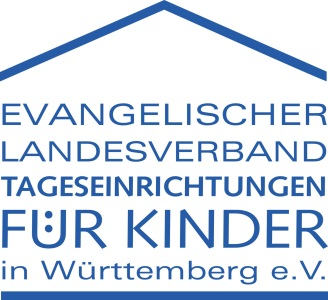 EVANGELISCHER
LANDESVERBAND
TAGESEINRICHTUNGEN
FÜR KINDER
in Württemberg e.V.